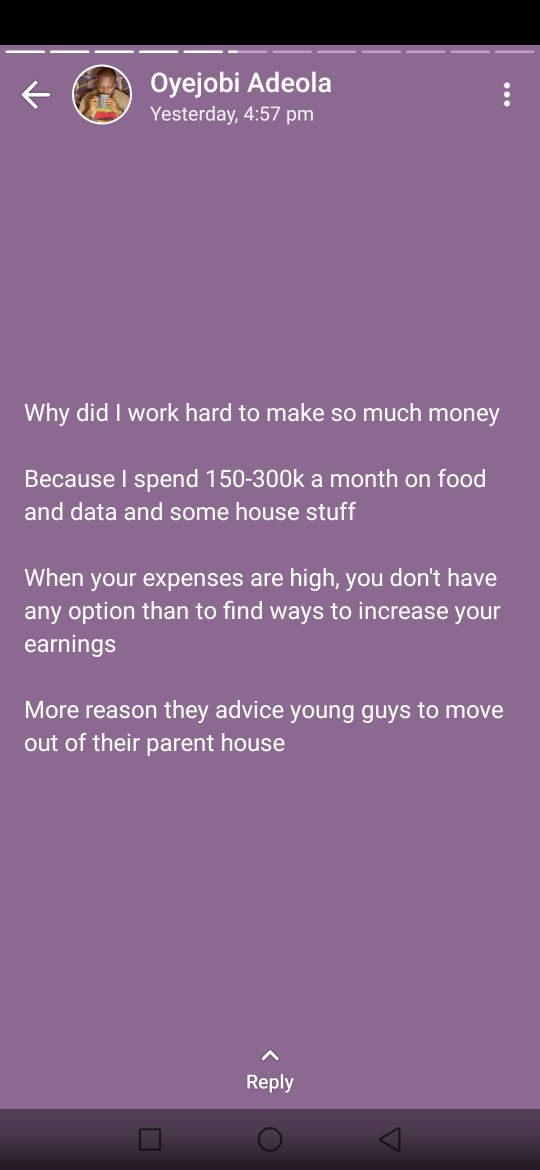 Oyejobi Adeola
Yesterday, 4:57 pm
Why did I work hard to make so much money
Because I spend 150-300k a month on food
and data and some house stuff
When your expenses are high, you don't have
any option than to find ways to increase your
earnings
More reason they advice young guys to move
out of their parent house
Reply